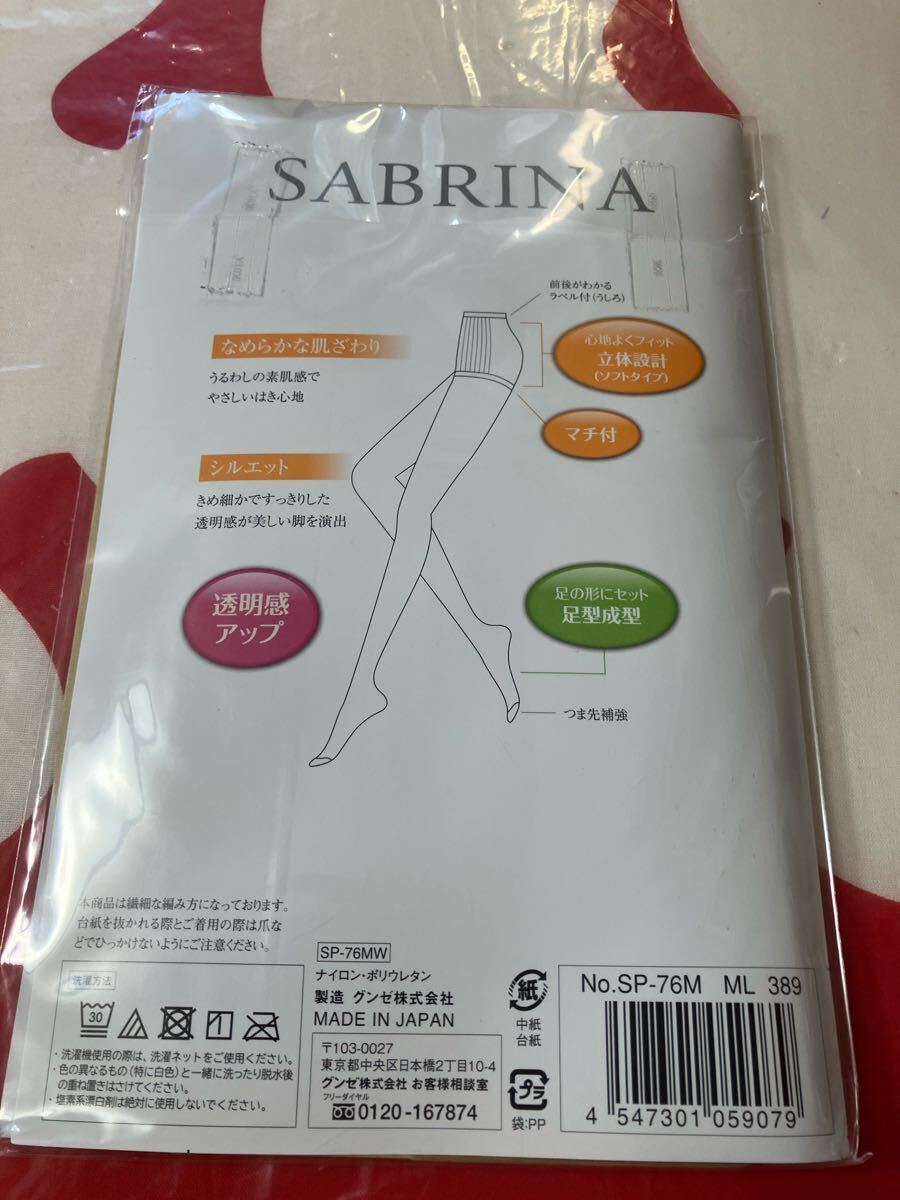 SABRINA
前後がわかる
ラベル付(うしろ)
なめらかな肌ざわり
うるわしの素肌感で
やさしいはき心地
心地よくフィット
立体設計
(ソフトタイプ)
マチ付
シルエット
きめ細かですっきりした
透明感が美しい脚を演出
透明感
アップ
足の形にセット
足型成型
つま先補強
本商品は繊細な編み方になっております。
台紙を抜かれる際とご着用の際は爪な
どでひっかけないようにご注意ください。
洗濯方法
30
・洗濯機使用の際は、洗濯ネットをご使用ください。
・色の異なるもの(特に白色)と一緒に洗ったり脱水後
の重ね置きはさけてください。
・塩素系漂白剤は絶対に使用しないでください。
SP-76MW
ナイロン・ポリウレタン
製造 グンゼ株式会社
MADE IN JAPAN
〒103-0027
東京都中央区日本橋2丁目10-4
グンゼ株式会社 お客様相談室
フリーダイヤル
0120-167874
紙
中紙
台紙
プラ
袋:PP
No.SP-76M ML 389
4 547301 059079